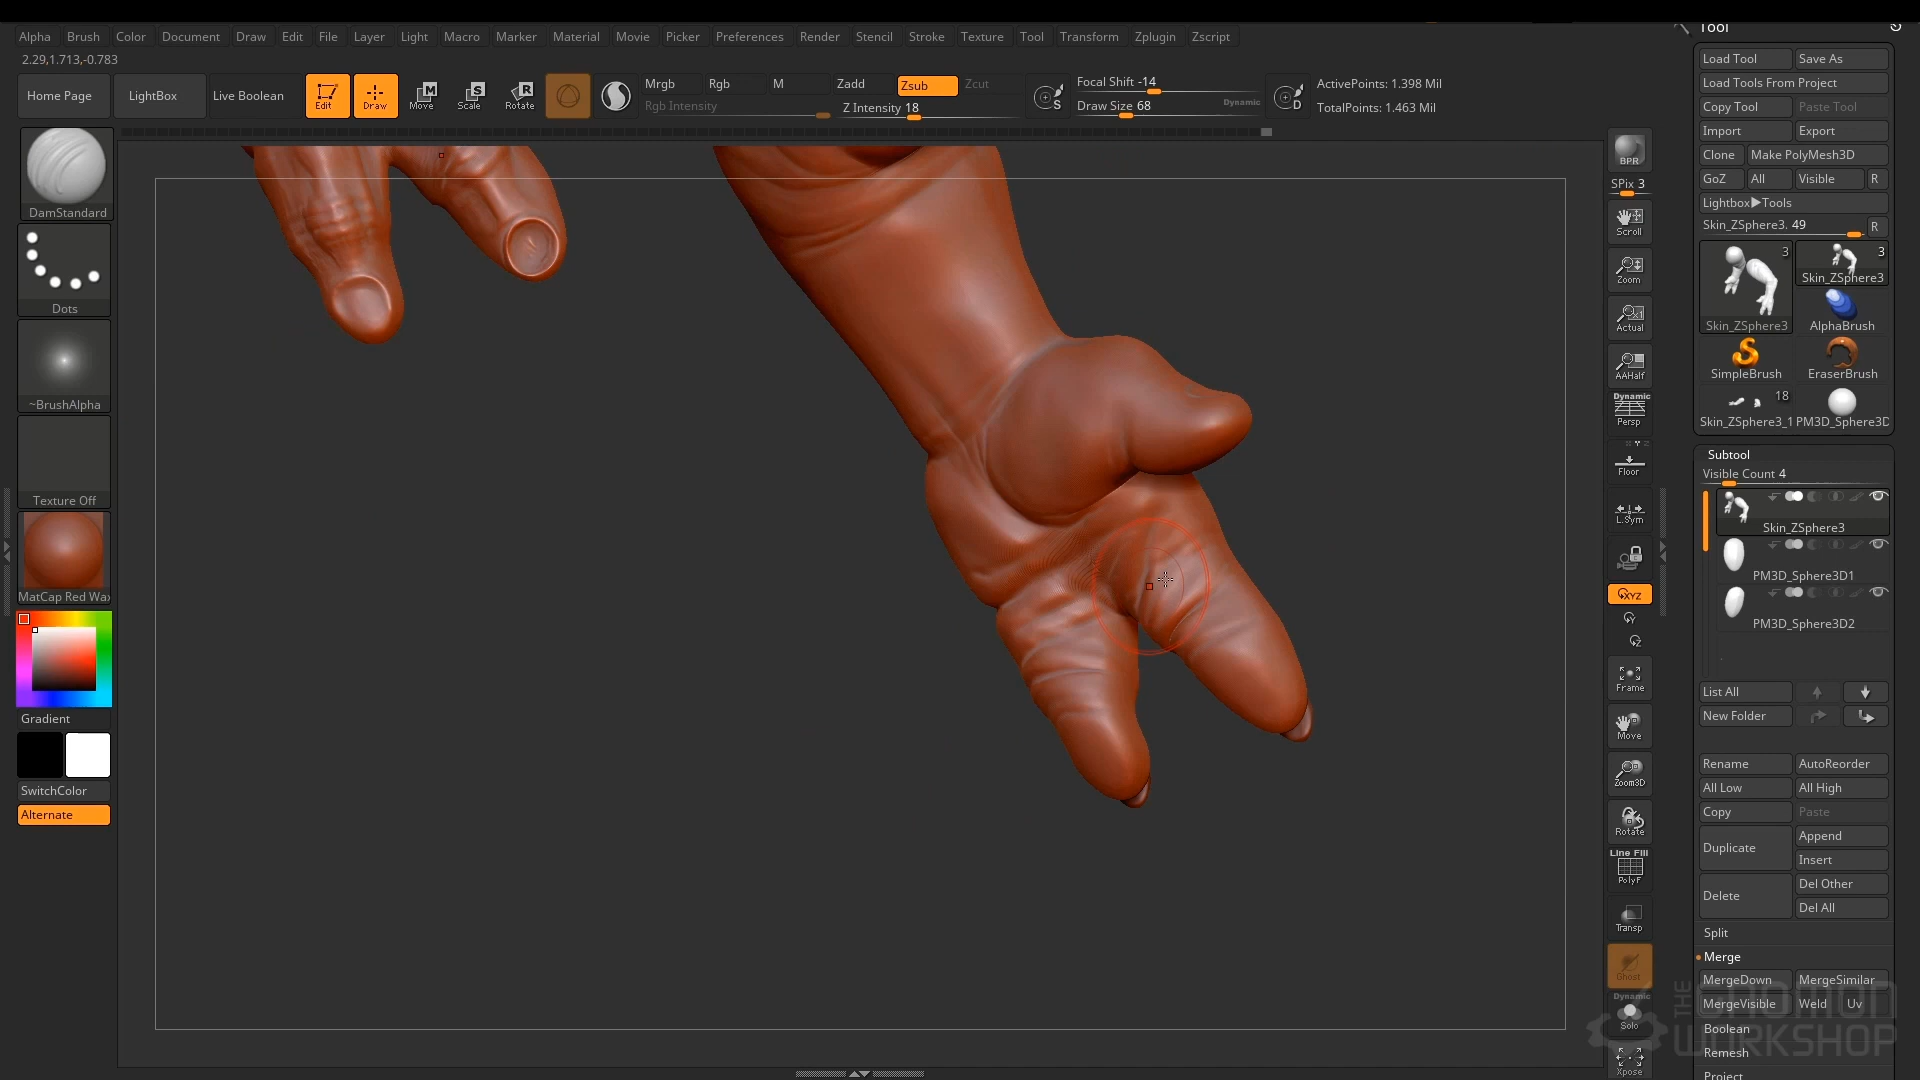 Tool
Alpha Brush Color Document Draw Edit File Layer Light Macro Marker Material Movie Picker Preferences Render Stencil Stroke Texture Tool Transform Zplugin Zscript
2.29,1.713,-0.783
Home Page
LightBox
Live Boolean
Edit
Draw
Move
Scale
Rotate
Mrgb Rgb M
Rgb Intensity
Zadd Zsub Zcut
Z Intensity 18
S
Focal Shift -14
Draw Size 68
Dynamic
D
ActivePoints: 1.398 Mil
TotalPoints: 1.463 Mil
DamStandard
Dots
~BrushAlpha
Texture Off
MatCap Red Wax
Gradient
SwitchColor
Alternate
BPR
SPix 3
Scroll
Zoom
Actual
AAHalf
Dynamic
Persp
Floor
L.Sym
XYZ
Y
Z
Frame
Move
Zoom3D
Rotate
Line Fill
PolyF
Transp
Ghost
Dynamic
Solo
Xpose
Load Tool Save As
Load Tools From Project
Copy Tool Paste Tool
Import Export
Clone Make PolyMesh3D
GoZ All Visible R
Lightbox▶Tools
Skin_ZSphere3. 49 R
3 3
Skin_ZSphere3
Skin_ZSphere3 AlphaBrush
SimpleBrush EraserBrush
18
Skin_ZSphere3_1 PM3D_Sphere3D
Subtool
Visible Count 4
Skin_ZSphere3
PM3D_Sphere3D1
PM3D_Sphere3D2
List All
New Folder
Rename AutoReorder
All Low All High
Copy Paste
Duplicate Append
Insert
Delete Del Other
Del All
Split
Merge
MergeDown MergeSimilar
MergeVisible Weld Uv
Boolean
Remesh
Project
THE GNOMON WORKSHOP